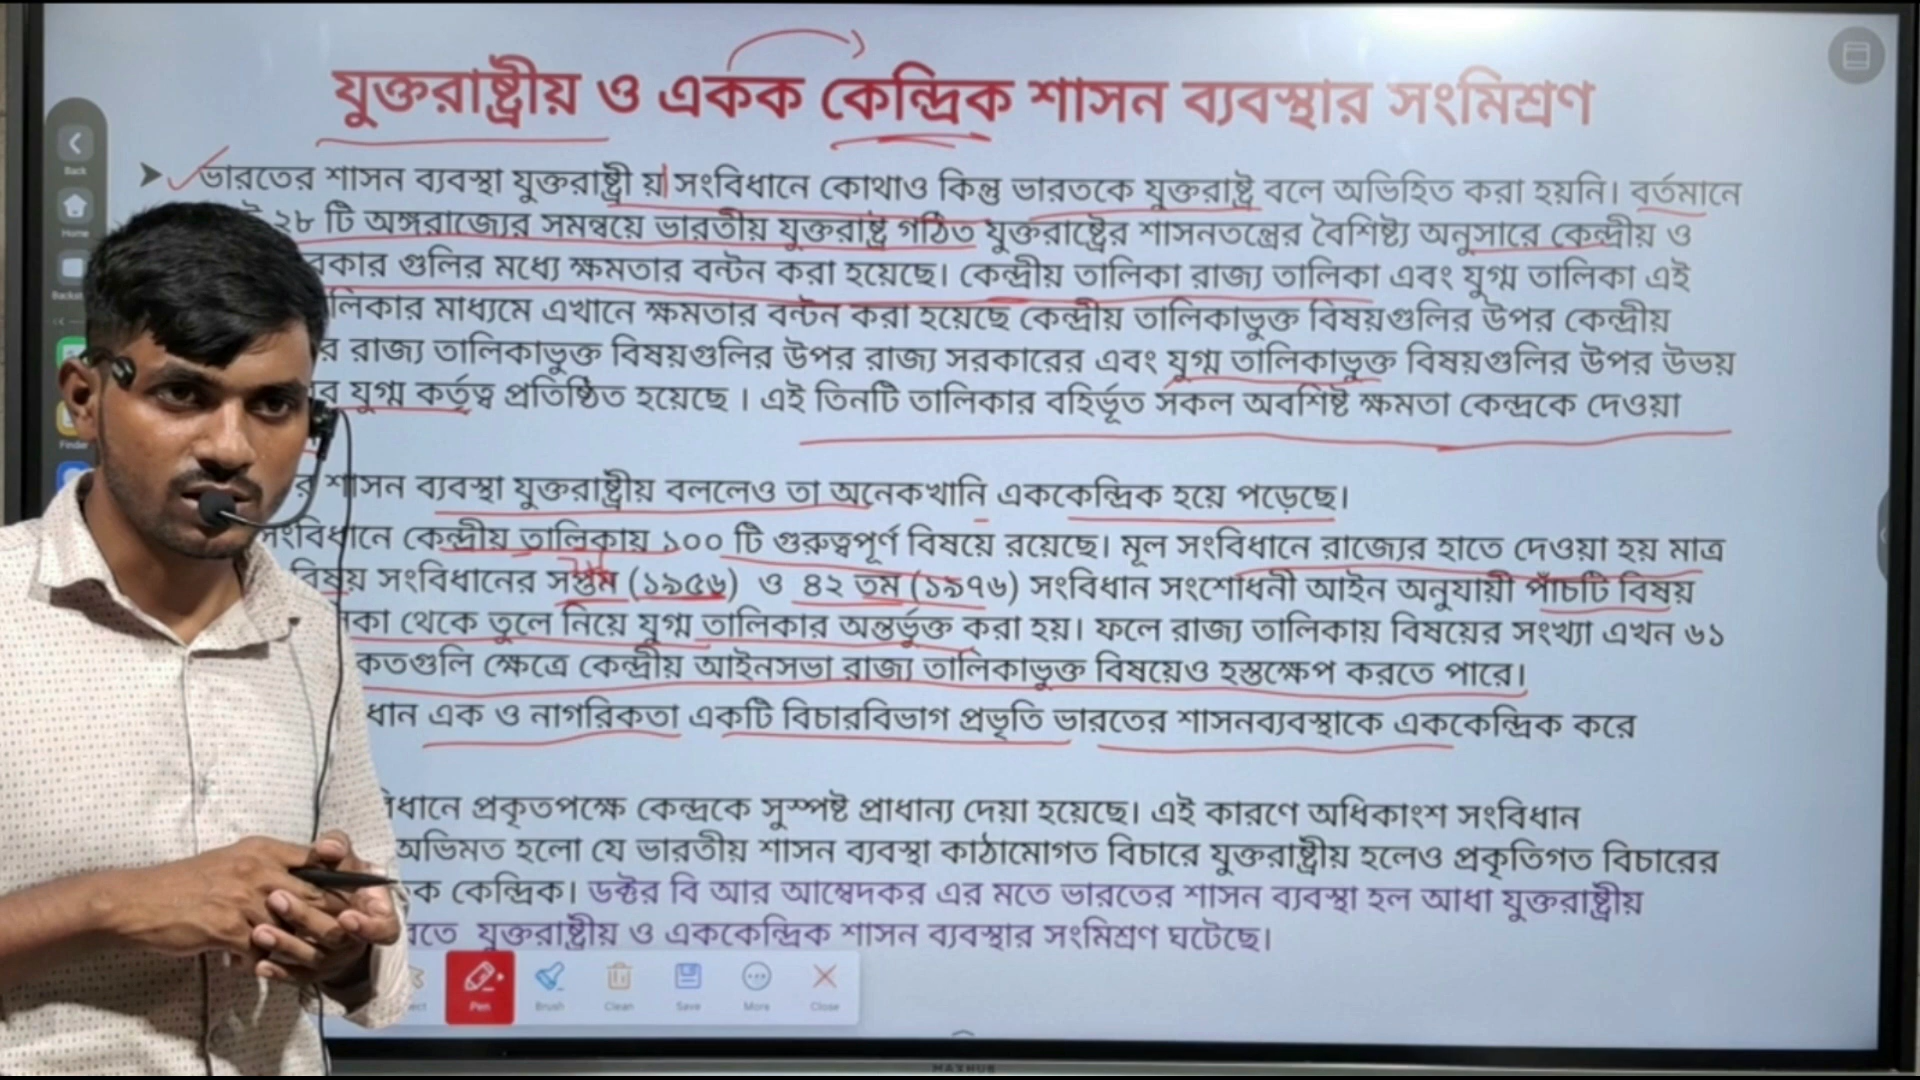 যুক্তরাষ্ট্রীয় ও একক কেন্দ্রিক শাসন ব্যবস্থার সংমিশ্রণ
ভারতের শাসন ব্যবস্থা যুক্তরাষ্ট্রী য় সংবিধানে কোথাও কিন্তু ভারতকে যুক্তরাষ্ট্র বলে অভিহিত করা হয়নি। বর্তমানে
২৮ টি অঙ্গরাজ্যের সমন্বয়ে ভারতীয় যুক্তরাষ্ট্র গঠিত যুক্তরাষ্ট্রের শাসনতন্ত্রের বৈশিষ্ট্য অনুসারে কেন্দ্রীয় ও
গুলির মধ্যে ক্ষমতার বন্টন করা হয়েছে। কেন্দ্রীয় তালিকা রাজ্য তালিকা এবং যুগ্ম তালিকা এই
মাধ্যমে এখানে ক্ষমতার বন্টন করা হয়েছে কেন্দ্রীয় তালিকাভুক্ত বিষয়গুলির উপর কেন্দ্রীয়
রাজ্য তালিকাভুক্ত বিষয়গুলির উপর রাজ্য সরকারের এবং যুগ্ম তালিকাভুক্ত বিষয়গুলির উপর উভয়
যুগ্ম কর্তৃত্ব প্রতিষ্ঠিত হয়েছে । এই তিনটি তালিকার বহির্ভূত সকল অবশিষ্ট ক্ষমতা কেন্দ্রকে দেওয়া
শাসন ব্যবস্থা যুক্তরাষ্ট্রীয় বললেও তা অনেকখানি এককেন্দ্রিক হয়ে পড়েছে।
সংবিধানে কেন্দ্রীয় তালিকায় ১০০ টি গুরুত্বপূর্ণ বিষয়ে রয়েছে। মূল সংবিধানে রাজ্যের হাতে দেওয়া হয় মাত্র
বিষয় সংবিধানের সপ্তম (১৯৫৬) ও ৪২ তম (১৯৭৬) সংবিধান সংশোধনী আইন অনুযায়ী পাঁচটি বিষয়
থেকে তুলে নিয়ে যুগ্ম তালিকার অন্তর্ভুক্ত করা হয়। ফলে রাজ্য তালিকায় বিষয়ের সংখ্যা এখন ৬১
কতগুলি ক্ষেত্রে কেন্দ্রীয় আইনসভা রাজ্য তালিকাভুক্ত বিষয়েও হস্তক্ষেপ করতে পারে।
এক ও নাগরিকতা একটি বিচারবিভাগ প্রভৃতি ভারতের শাসনব্যবস্থাকে এককেন্দ্রিক করে
প্রকৃতপক্ষে কেন্দ্রকে সুস্পষ্ট প্রাধান্য দেয়া হয়েছে। এই কারণে অধিকাংশ সংবিধান
অভিমত হলো যে ভারতীয় শাসন ব্যবস্থা কাঠামোগত বিচারে যুক্তরাষ্ট্রীয় হলেও প্রকৃতিগত বিচারের
কেন্দ্রিক। ডক্টর বি আর আম্বেদকর এর মতে ভারতের শাসন ব্যবস্থা হল আধা যুক্তরাষ্ট্রীয়
যুক্তরাষ্ট্রীয় ও এককেন্দ্রিক শাসন ব্যবস্থার সংমিশ্রণ ঘটেছে।
Back
Home
Finder
Pen Brush Clean Save More Close
MAXHUB